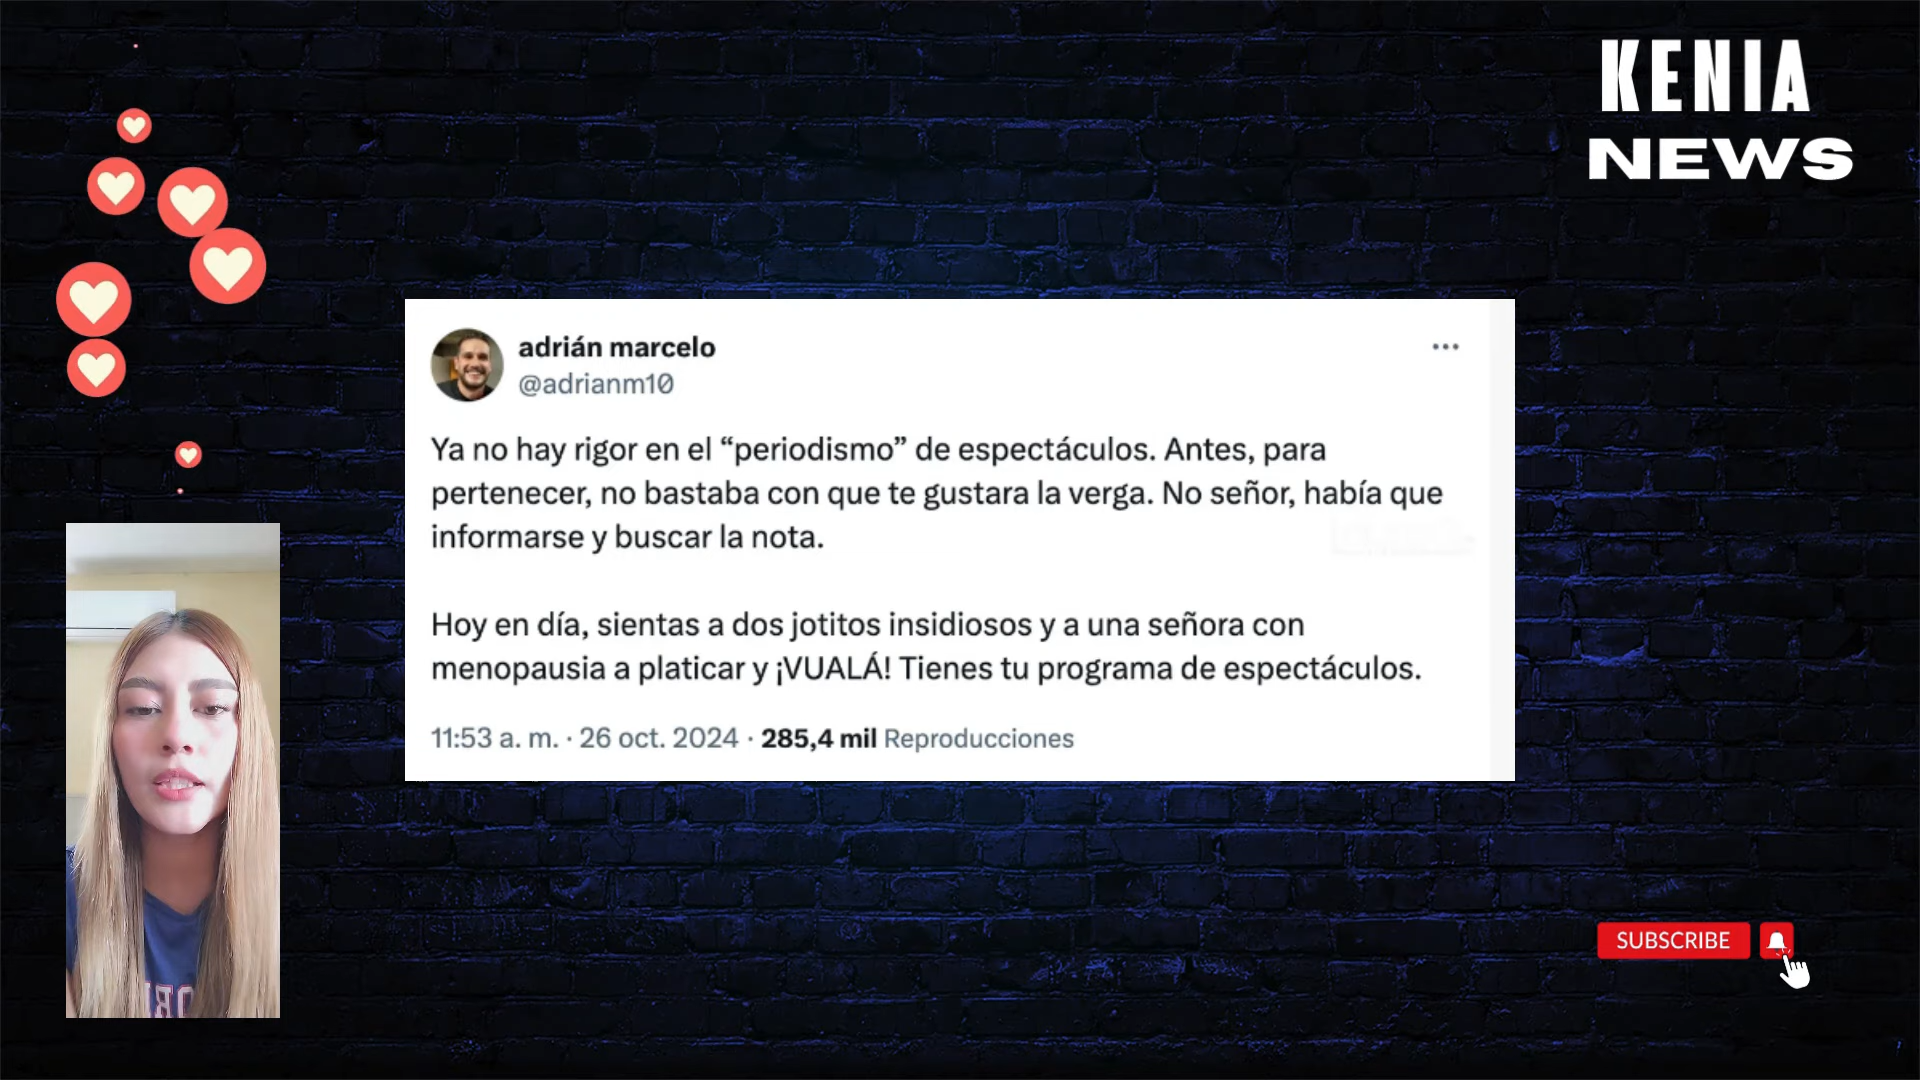 KENIA
NEWS
adrián marcelo
@adrianm10
Ya no hay rigor en el “periodismo” de espectáculos. Antes, para
pertenecer, no bastaba con que te gustara la verga. No señor, había que
informarse y buscar la nota.
Hoy en día, sientas a dos jotitos insidiosos y a una señora con
menopausia a platicar y ¡VUALÁ! Tienes tu programa de espectáculos.
11:53 a. m. · 26 oct. 2024 · 285,4 mil Reproducciones
SUBSCRIBE